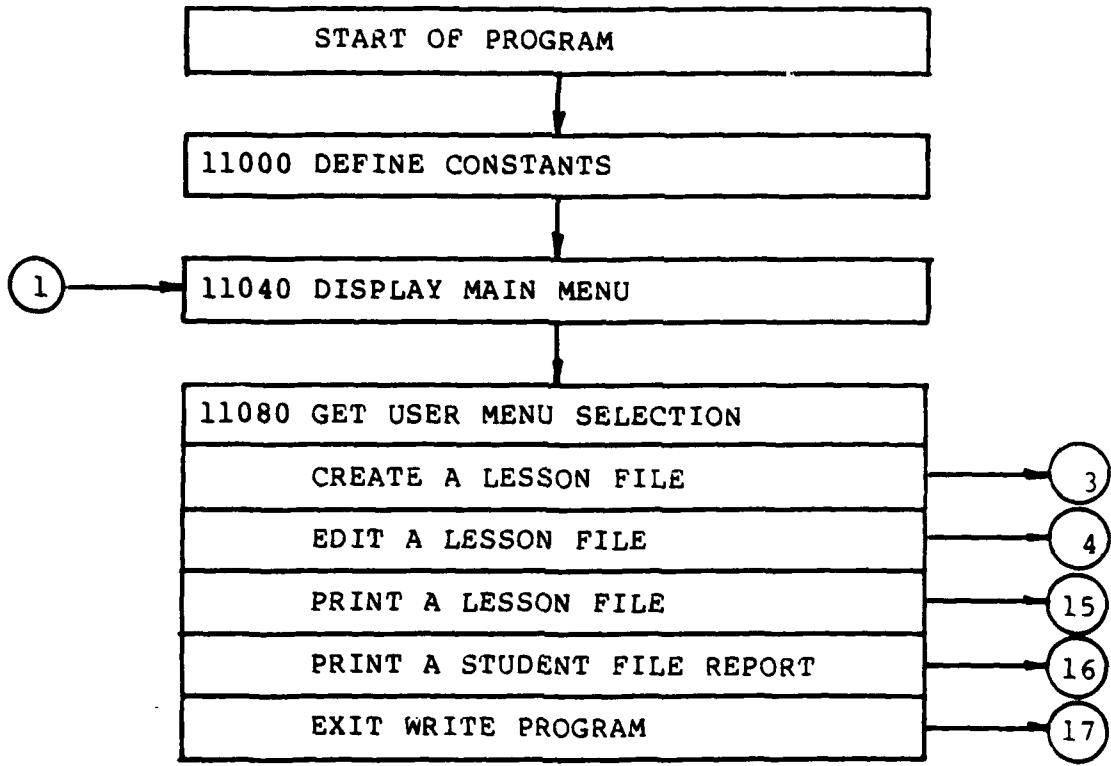 START OF PROGRAM
11000 DEFINE CONSTANTS
1
11040 DISPLAY MAIN MENU
11080 GET USER MENU SELECTION
CREATE A LESSON FILE
3
EDIT A LESSON FILE
4
PRINT A LESSON FILE
15
PRINT A STUDENT FILE REPORT
16
EXIT WRITE PROGRAM
17